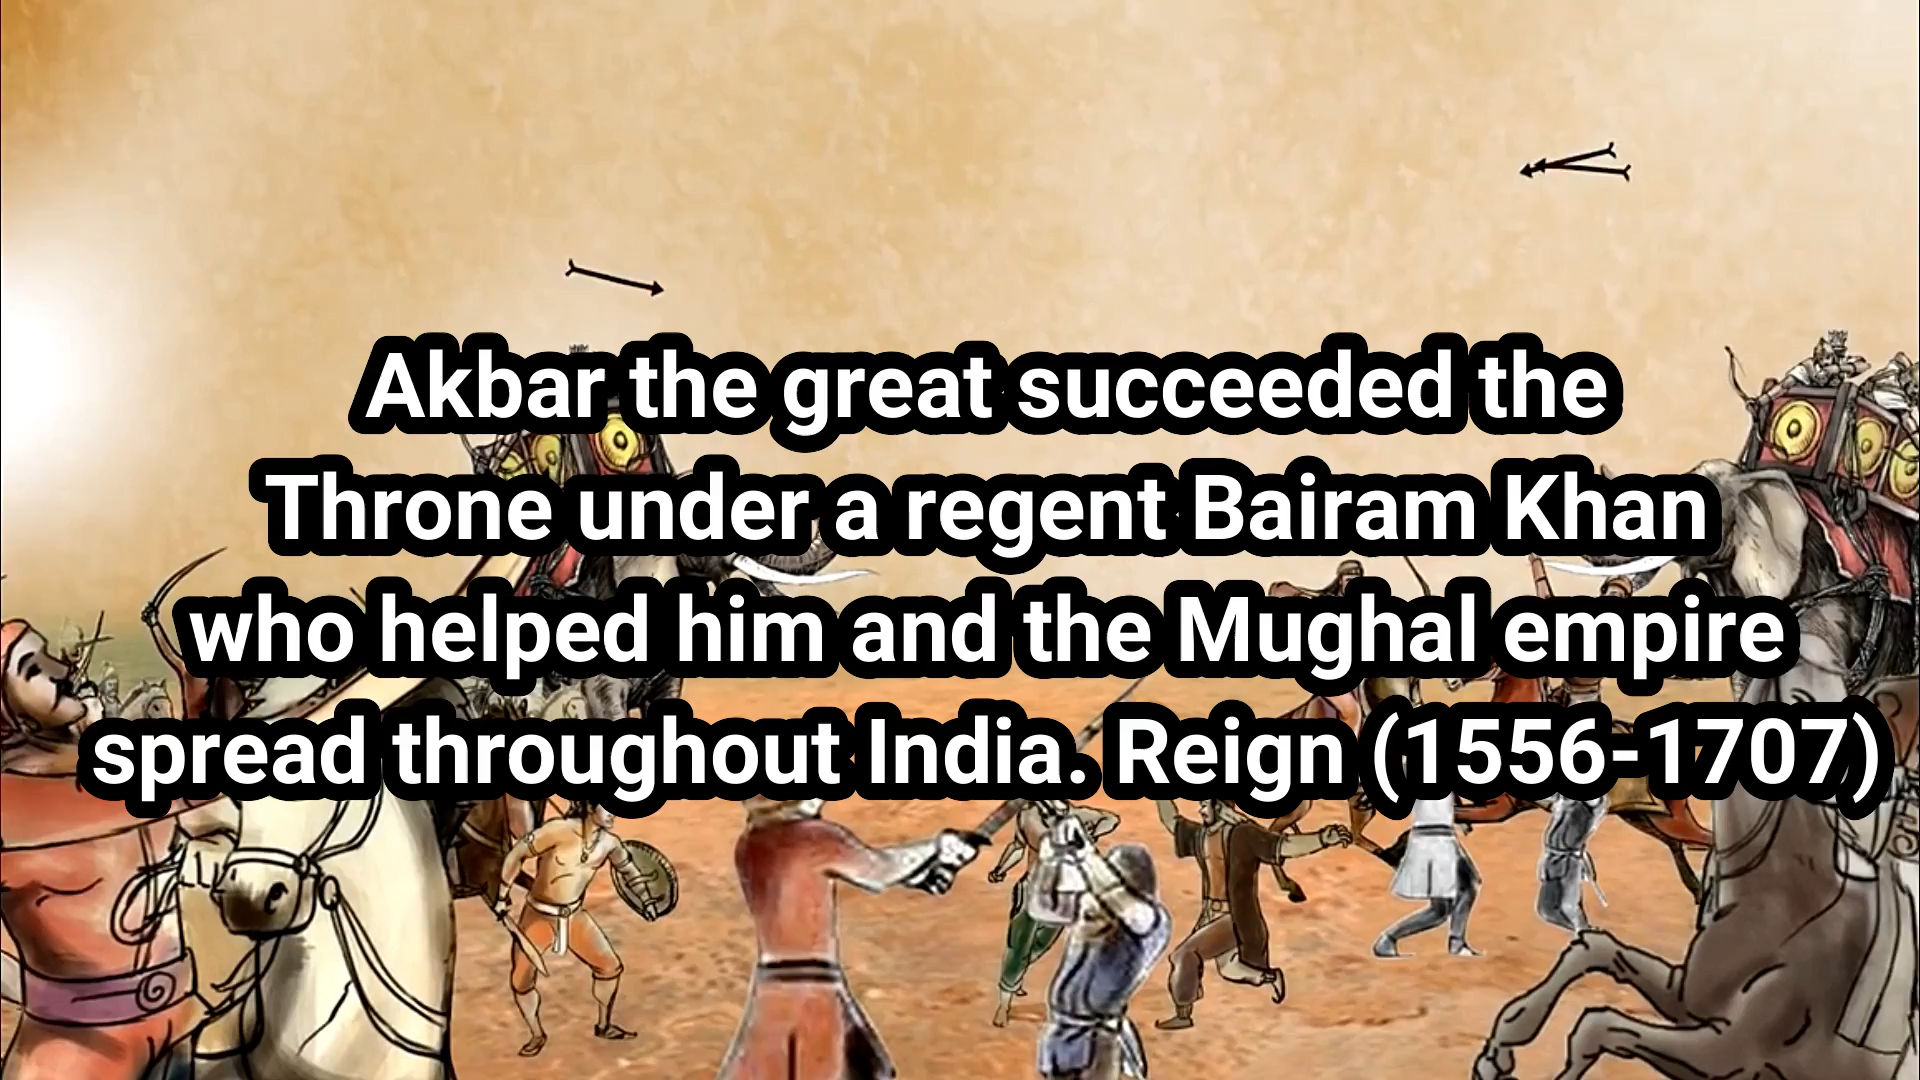 Akbar the great succeeded the
Throne under a regent Bairam Khan
who helped him and the Mughal empire
spread throughout India. Reign (1556-1707)